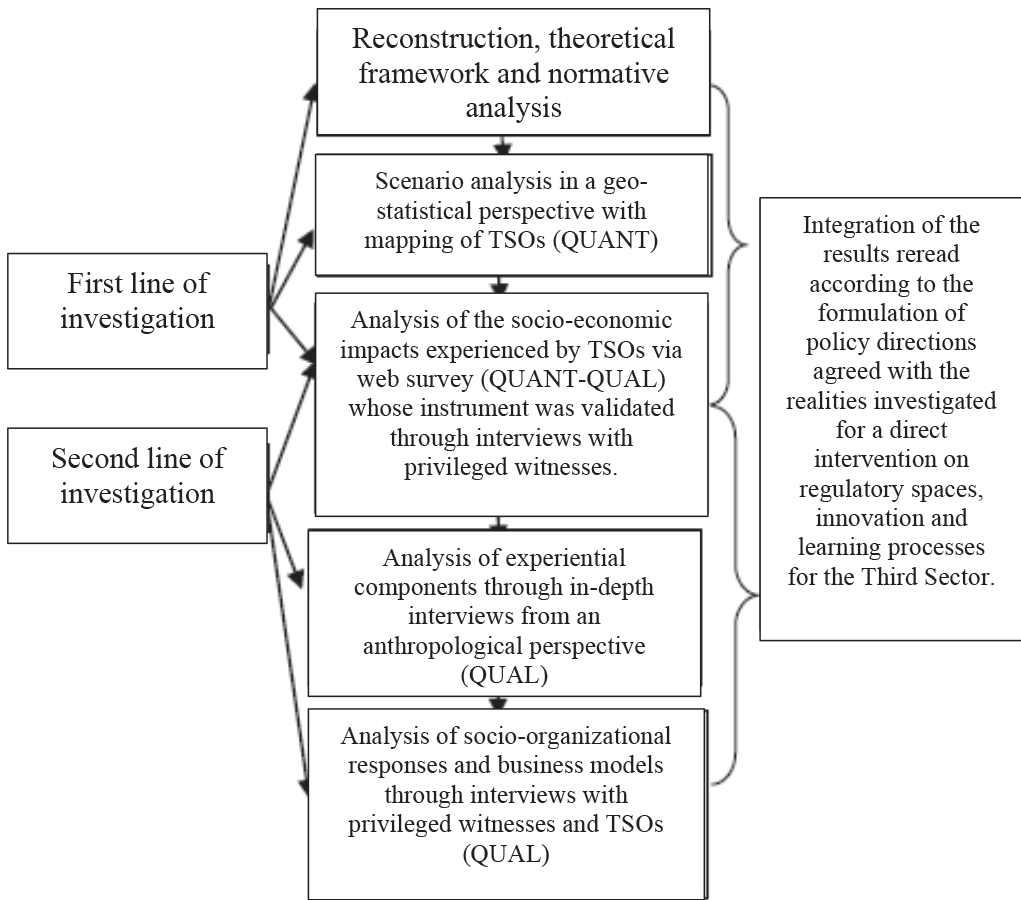 Reconstruction, theoretical
framework and normative
analysis
Scenario analysis in a geo-
statistical perspective with
mapping of TSOs (QUANT)
First line of
investigation
Analysis of the socio-economic
impacts experienced by TSOs via
web survey (QUANT-QUAL)
whose instrument was validated
through interviews with
privileged witnesses.
Second line of
investigation
Analysis of experiential
components through in-depth
interviews from an
anthropological perspective
(QUAL)
Analysis of socio-organizational
responses and business models
through interviews with
privileged witnesses and TSOs
(QUAL)
Integration of the
results reread
according to the
formulation of
policy directions
agreed with the
realities investigated
for a direct
intervention on
regulatory spaces,
innovation and
learning processes
for the Third Sector.